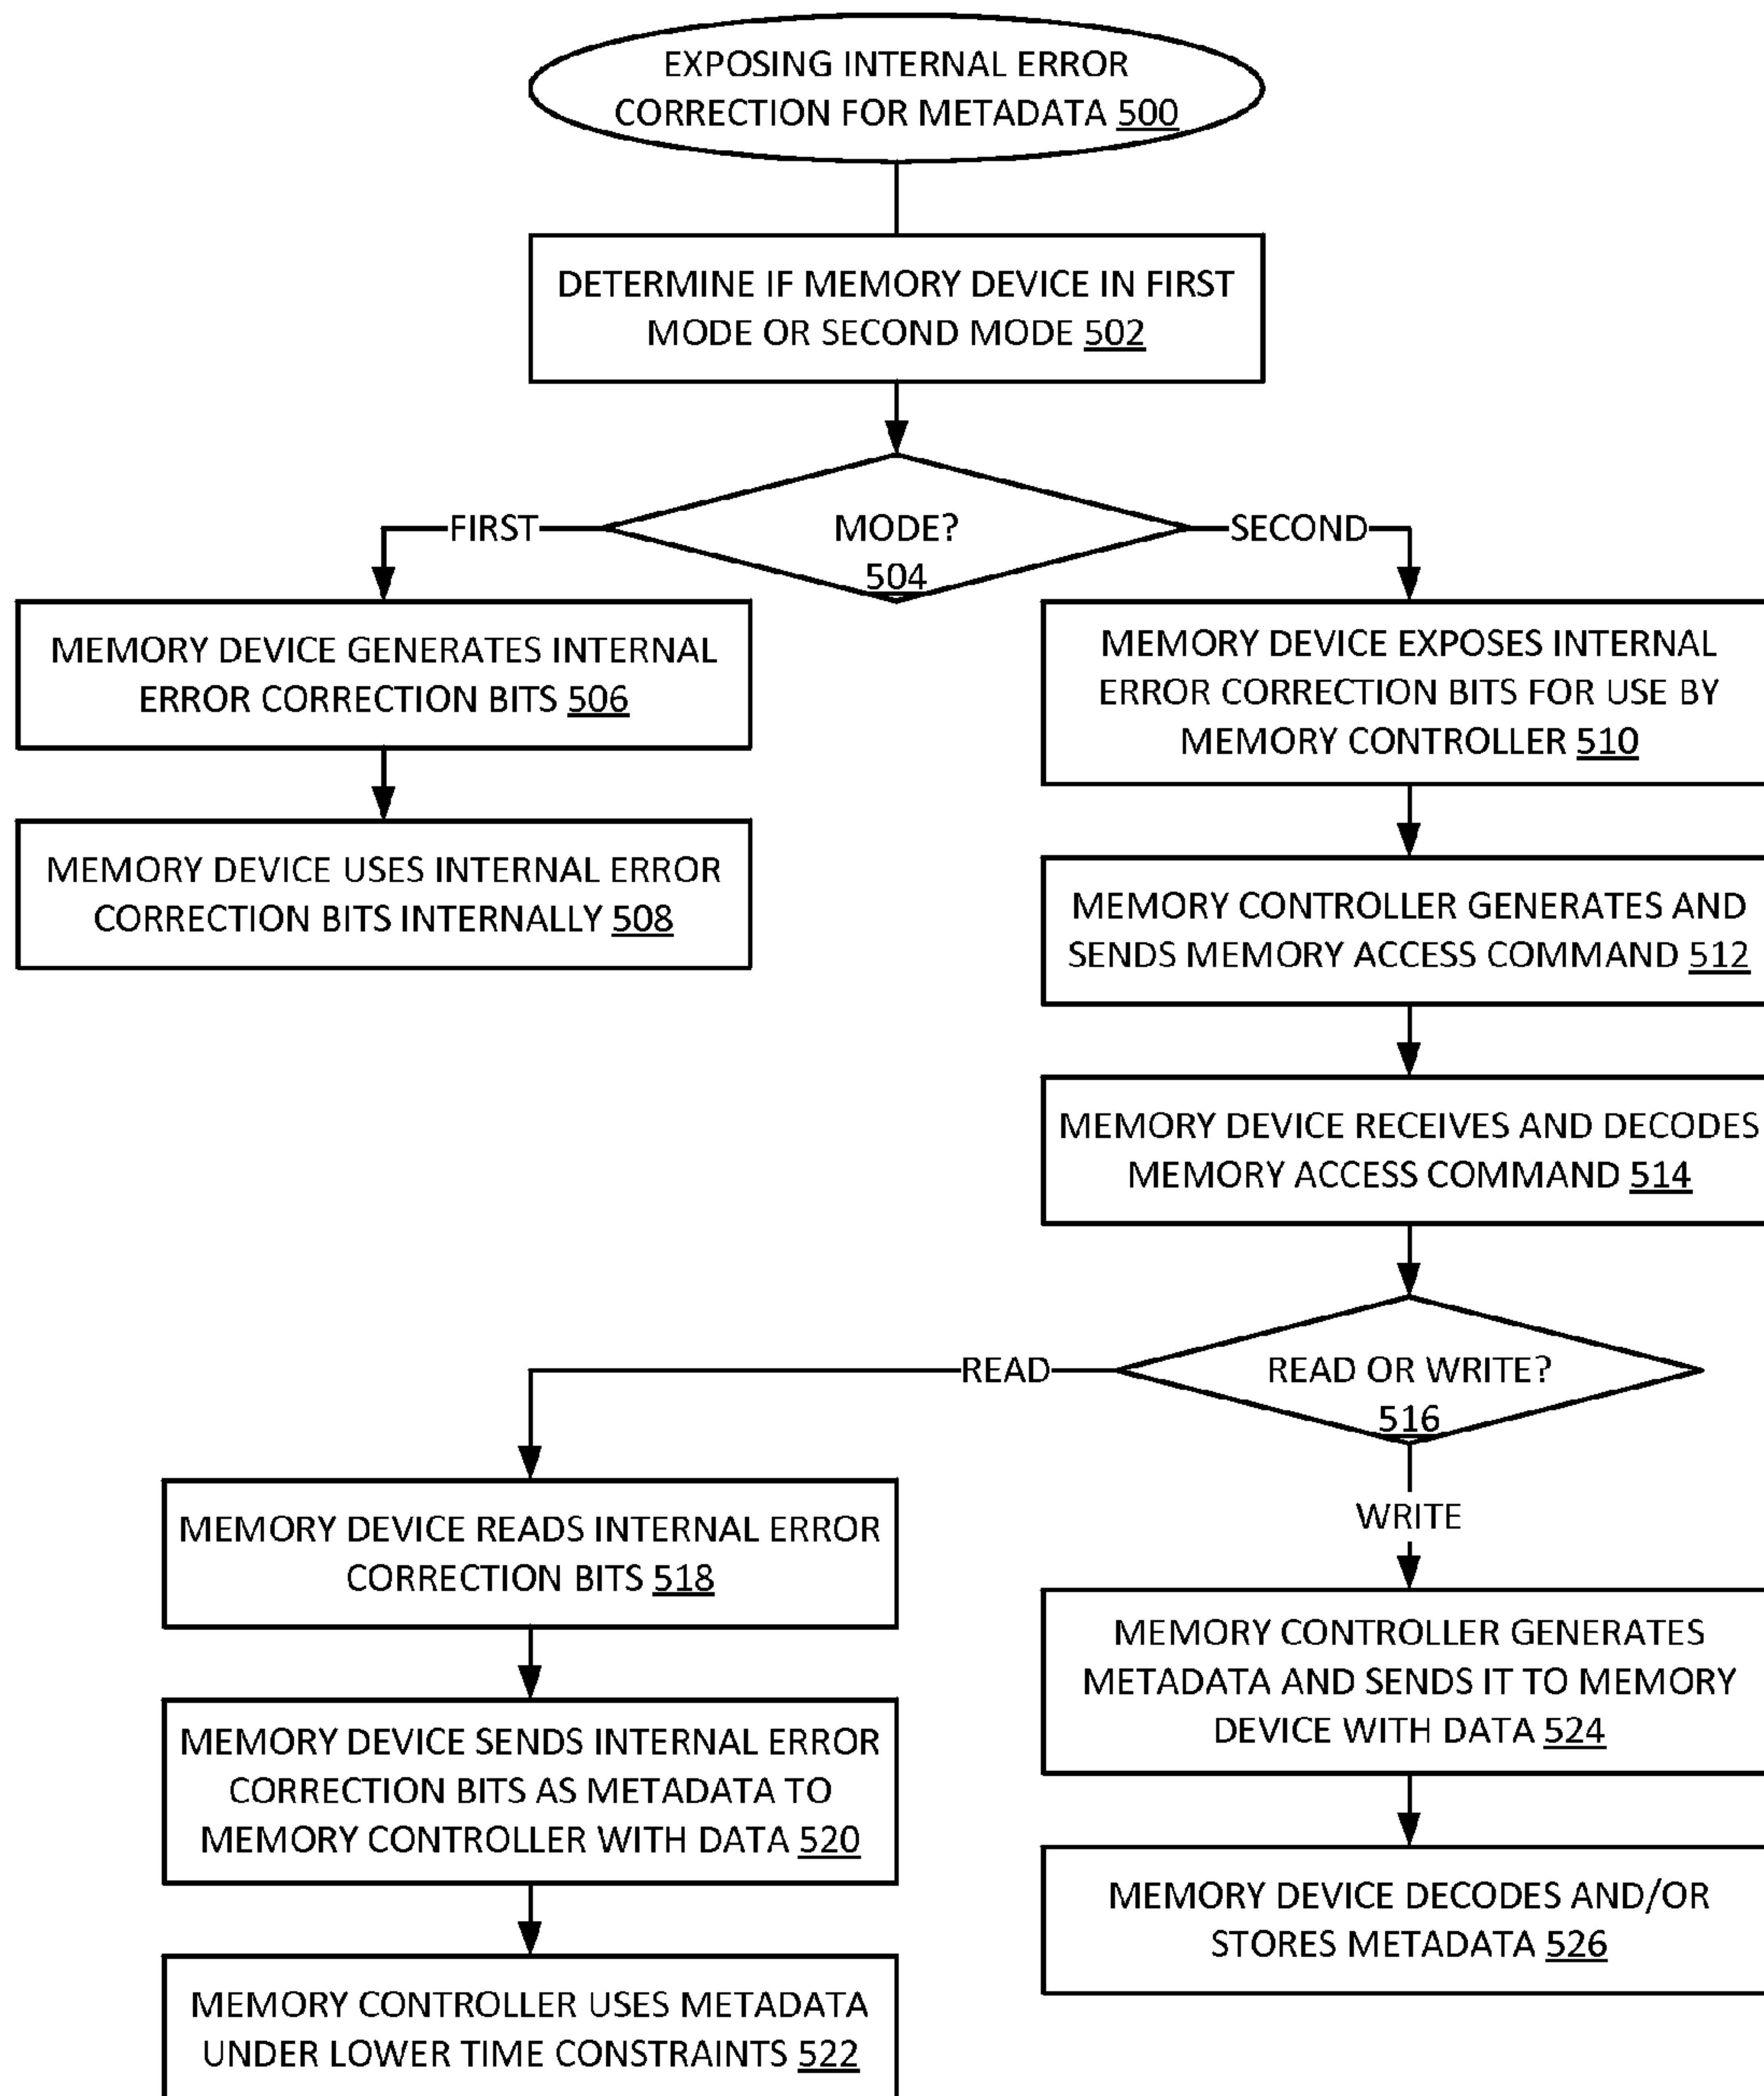 EXPOSING INTERNAL ERROR
CORRECTION FOR METADATA 500
DETERMINE IF MEMORY DEVICE IN FIRST
MODE OR SECOND MODE 502
MODE?
504
FIRST
SECOND
MEMORY DEVICE GENERATES INTERNAL
ERROR CORRECTION BITS 506
MEMORY DEVICE USES INTERNAL ERROR
CORRECTION BITS INTERNALLY 508
MEMORY DEVICE EXPOSES INTERNAL
ERROR CORRECTION BITS FOR USE BY
MEMORY CONTROLLER 510
MEMORY CONTROLLER GENERATES AND
SENDS MEMORY ACCESS COMMAND 512
MEMORY DEVICE RECEIVES AND DECODES
MEMORY ACCESS COMMAND 514
READ OR WRITE?
516
READ
WRITE
MEMORY DEVICE READS INTERNAL ERROR
CORRECTION BITS 518
MEMORY DEVICE SENDS INTERNAL ERROR
CORRECTION BITS AS METADATA TO
MEMORY CONTROLLER WITH DATA 520
MEMORY CONTROLLER USES METADATA
UNDER LOWER TIME CONSTRAINTS 522
MEMORY CONTROLLER GENERATES
METADATA AND SENDS IT TO MEMORY
DEVICE WITH DATA 524
MEMORY DEVICE DECODES AND/OR
STORES METADATA 526